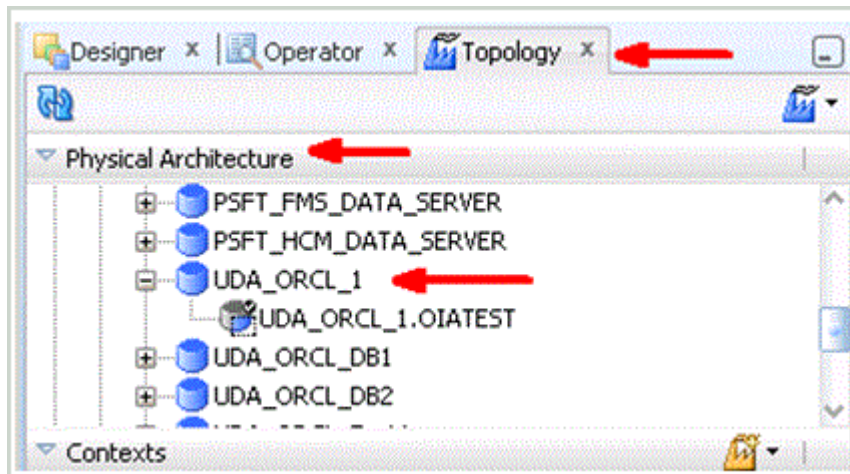 Designer x Operator x Topology x
Physical Architecture
PSFT_FMS_DATA_SERVER
PSFT_HCM_DATA_SERVER
UDA_ORCL_1
UDA_ORCL_1.OIATEST
UDA_ORCL_DB1
UDA_ORCL_DB2
Contexts